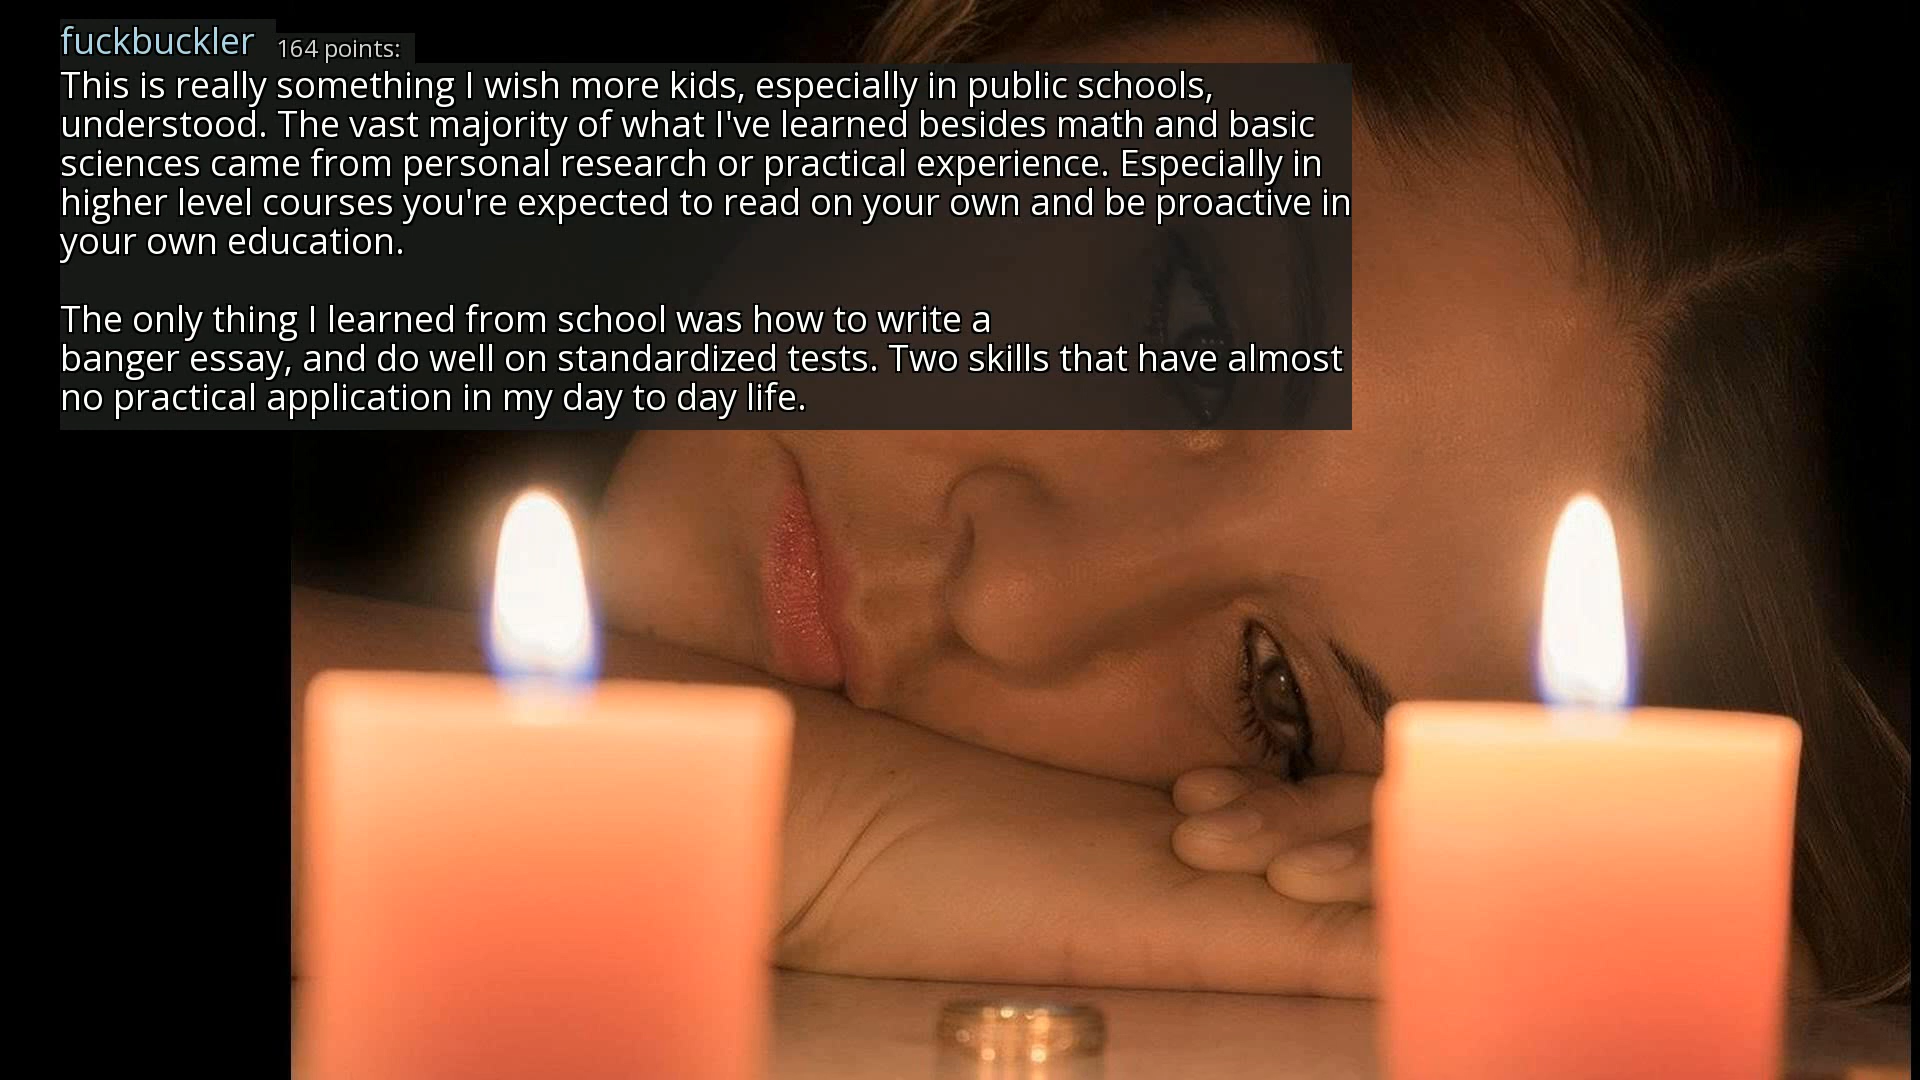 fuckbuckler 164 points:
This is really something I wish more kids, especially in public schools,
understood. The vast majority of what I've learned besides math and basic
sciences came from personal research or practical experience. Especially in
higher level courses you're expected to read on your own and be proactive in
your own education.
The only thing I learned from school was how to write a
banger essay, and do well on standardized tests. Two skills that have almost
no practical application in my day to day life.